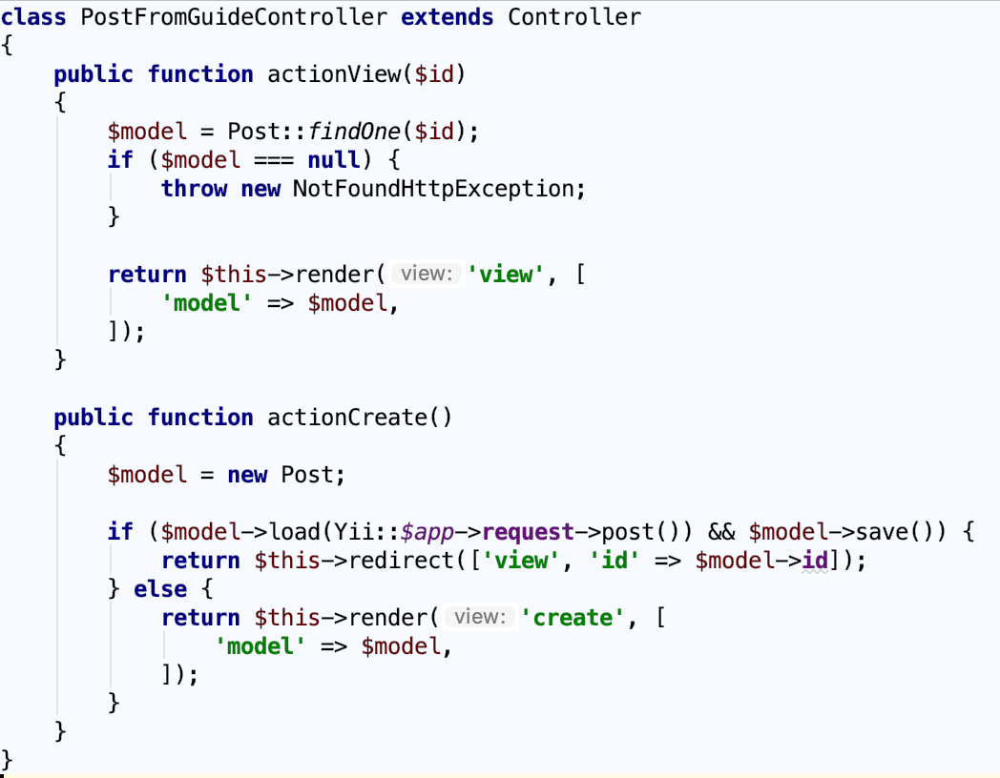 class PostFromGuideController extends Controller
{
    public function actionView($id)
    {
        $model = Post::findOne($id);
        if ($model === null) {
            throw new NotFoundHttpException;
        }

        return $this->render( view: 'view', [
            'model' => $model,
        ]);
    }

    public function actionCreate()
    {
        $model = new Post;

        if ($model->load(Yii::$app->request->post()) && $model->save()) {
            return $this->redirect(['view', 'id' => $model->id]);
        } else {
            return $this->render( view: 'create', [
                'model' => $model,
            ]);
        }
    }
}